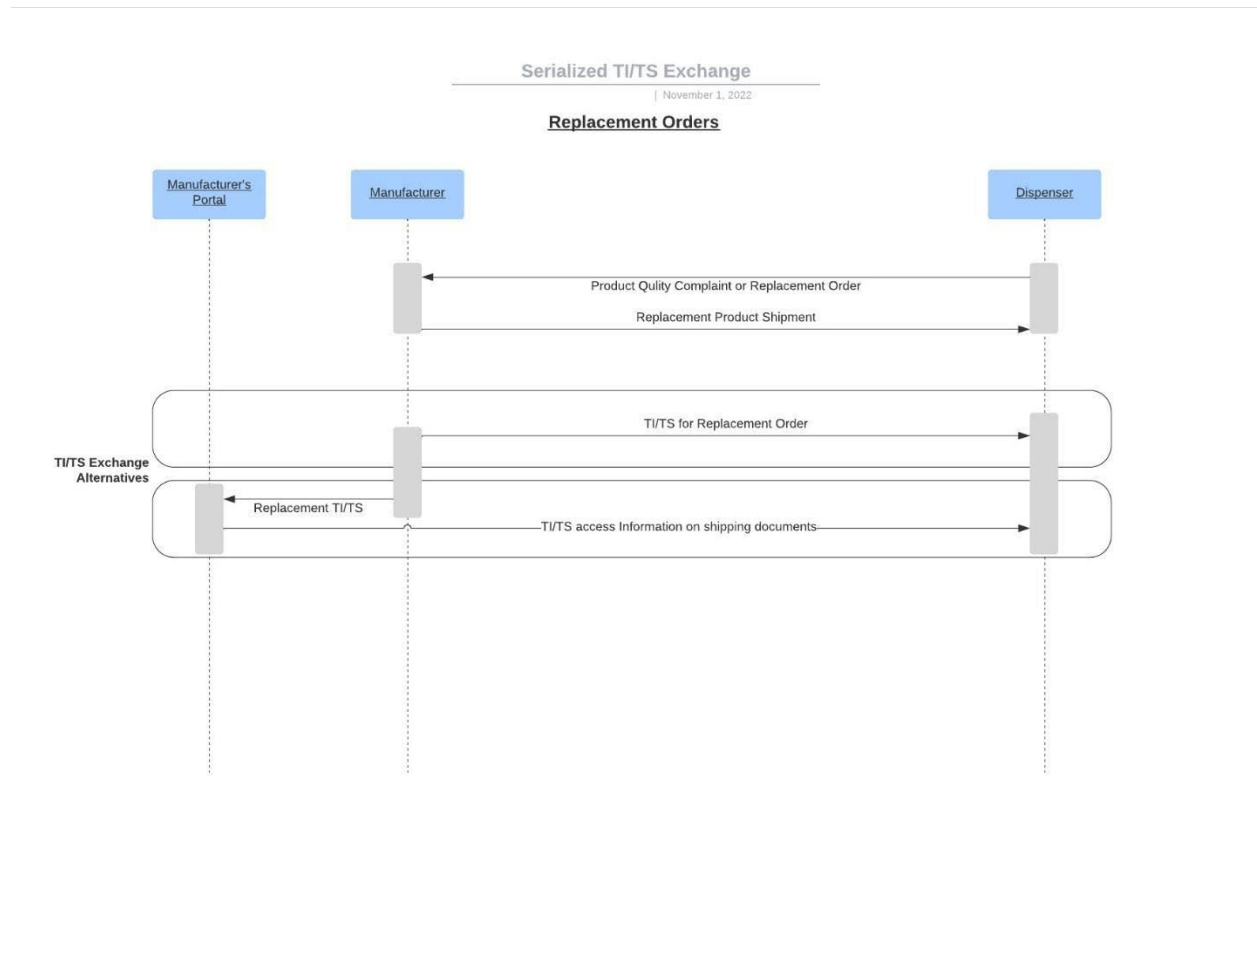 Serialized TI/TS Exchange
| November 1, 2022
Replacement Orders
Manufacturer's
Portal
Manufacturer
Dispenser
Product Qulity Complaint or Replacement Order
Replacement Product Shipment
TI/TS for Replacement Order
TI/TS Exchange
Alternatives
Replacement TI/TS
TI/TS access Information on shipping documents